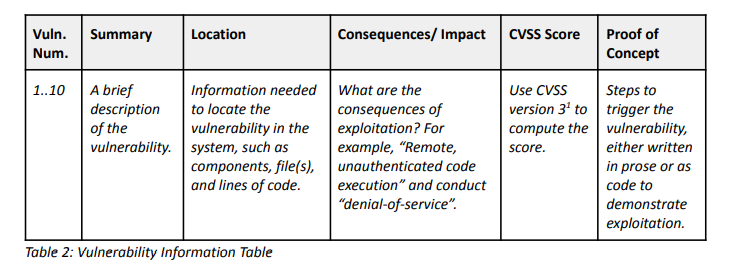 Vuln. Num. Summary Location Consequences/ Impact CVSS Score Proof of Concept
1..10
A brief
description
of the
vulnerability.
Information needed
to locate the
vulnerability in the
system, such as
components, file(s),
and lines of code.
What are the
consequences of
exploitation? For
example, “Remote,
unauthenticated code
execution” and conduct
“denial-of-service”.
Use CVSS
version 3¹ to
compute the
score.
Steps to
trigger the
vulnerability,
either written
in prose or as
code to
demonstrate
exploitation.
Table 2: Vulnerability Information Table